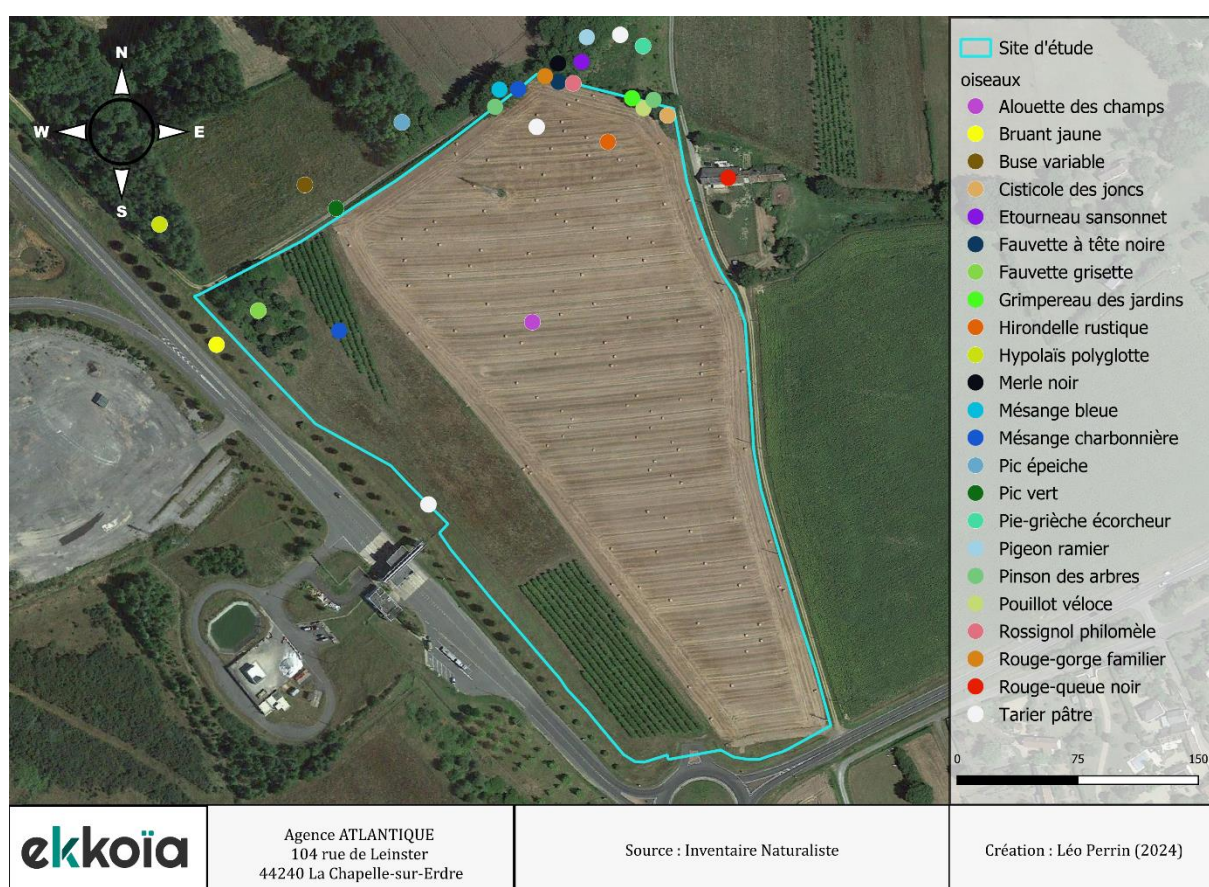 N
W
E
S
Site d'étude
oiseaux
Alouette des champs
Bruant jaune
Buse variable
Cisticole des joncs
Etourneau sansonnet
Fauvette à tête noire
Fauvette grisette
Grimpereau des jardins
Hirondelle rustique
Hypolaïs polyglotte
Merle noir
Mésange bleue
Mésange charbonnière
Pic épeiche
Pic vert
Pie-grièche écorcheur
Pigeon ramier
Pinson des arbres
Pouillot véloce
Rossignol philomèle
Rouge-gorge familier
Rouge-queue noir
Tarier pâtre
0 75 150
ekkoïa
Agence ATLANTIQUE
104 rue de Leinster
44240 La Chapelle-sur-Erdre
Source : Inventaire Naturaliste
Création : Léo Perrin (2024)